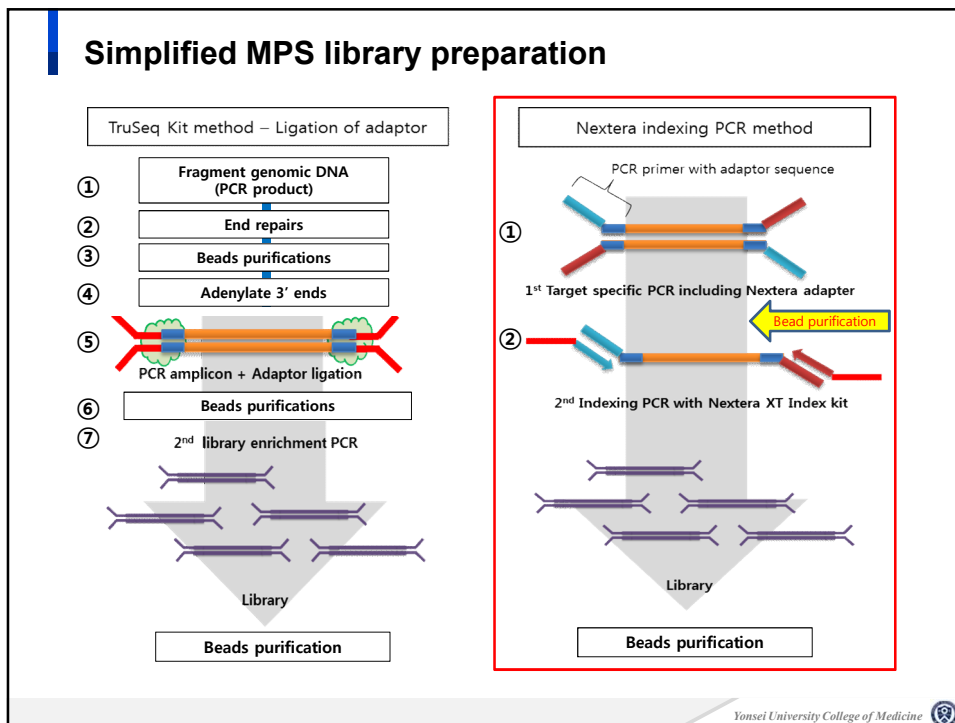 Simplified MPS library preparation
TruSeq Kit method – Ligation of adaptor
①
Fragment genomic DNA
(PCR product)
②
End repairs
③
Beads purifications
④
Adenylate 3' ends
⑤
PCR amplicon + Adaptor ligation
⑥
Beads purifications
⑦
2nd library enrichment PCR
Library
Beads purification
Nextera indexing PCR method
PCR primer with adaptor sequence
①
1st Target specific PCR including Nextera adapter
Bead purification
②
2nd Indexing PCR with Nextera XT Index kit
Library
Beads purification
Yonsei University College of Medicine